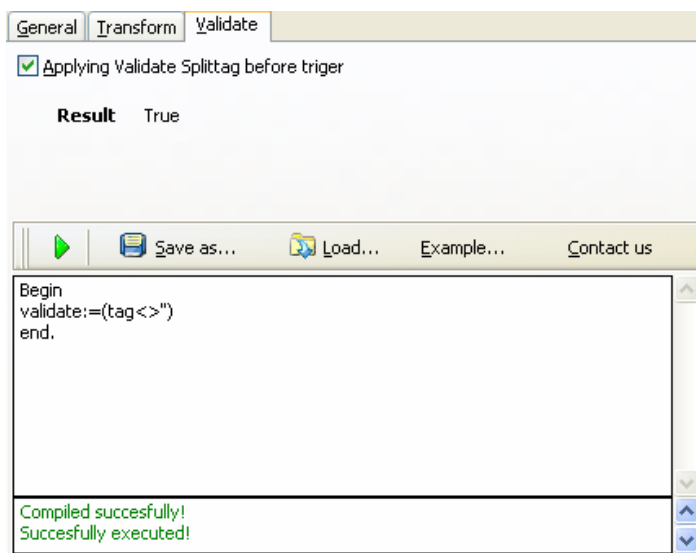 General Transform Validate
Applying Validate Splittag before triger
Result True
Save as... Load... Example... Contact us
Begin
validate:=(tag<>'')
end.
Compiled succesfully!
Succesfully executed!